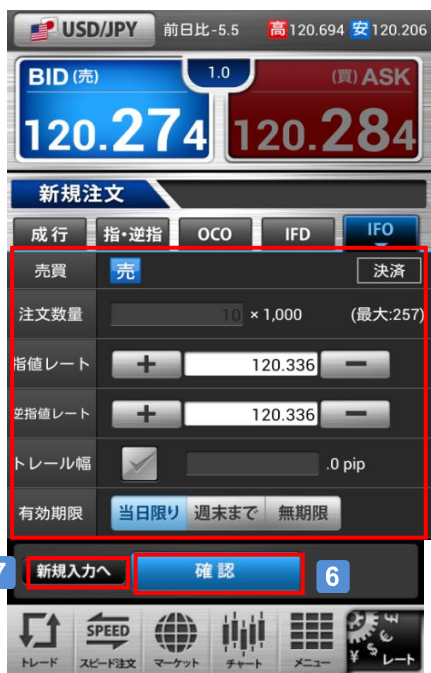 USD/JPY 前日比-5.5 高120.694 安120.206
BID (売) 1.0 (買) ASK
120.274 120.284
新規注文
成行 指・逆指 OCO IFD IFO
売買 売 決済
注文数量 10 × 1,000 (最大:257)
指値レート + 120.336 −
逆指値レート + 120.336 −
トレール幅 .0 pip
有効期限 当日限り 週末まで 無期限
7 新規入力へ 確認 6
SPEED
トレード スピード注文 マーケット チャート メニュー レート